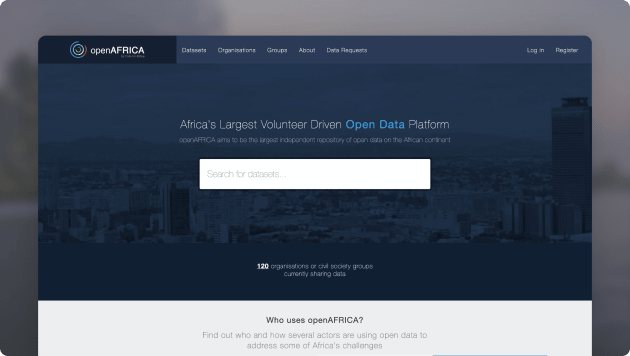 openAFRICA
by Code for Africa
Datasets Organisations Groups About Data Requests Log in Register
Africa's Largest Volunteer Driven Open Data Platform
openAFRICA aims to be the largest independent repository of open data on the African continent
Search for datasets...
120 organisations or civil society groups
currently sharing data
Who uses openAFRICA?
Find out who and how several actors are using open data to
address some of Africa's challenges